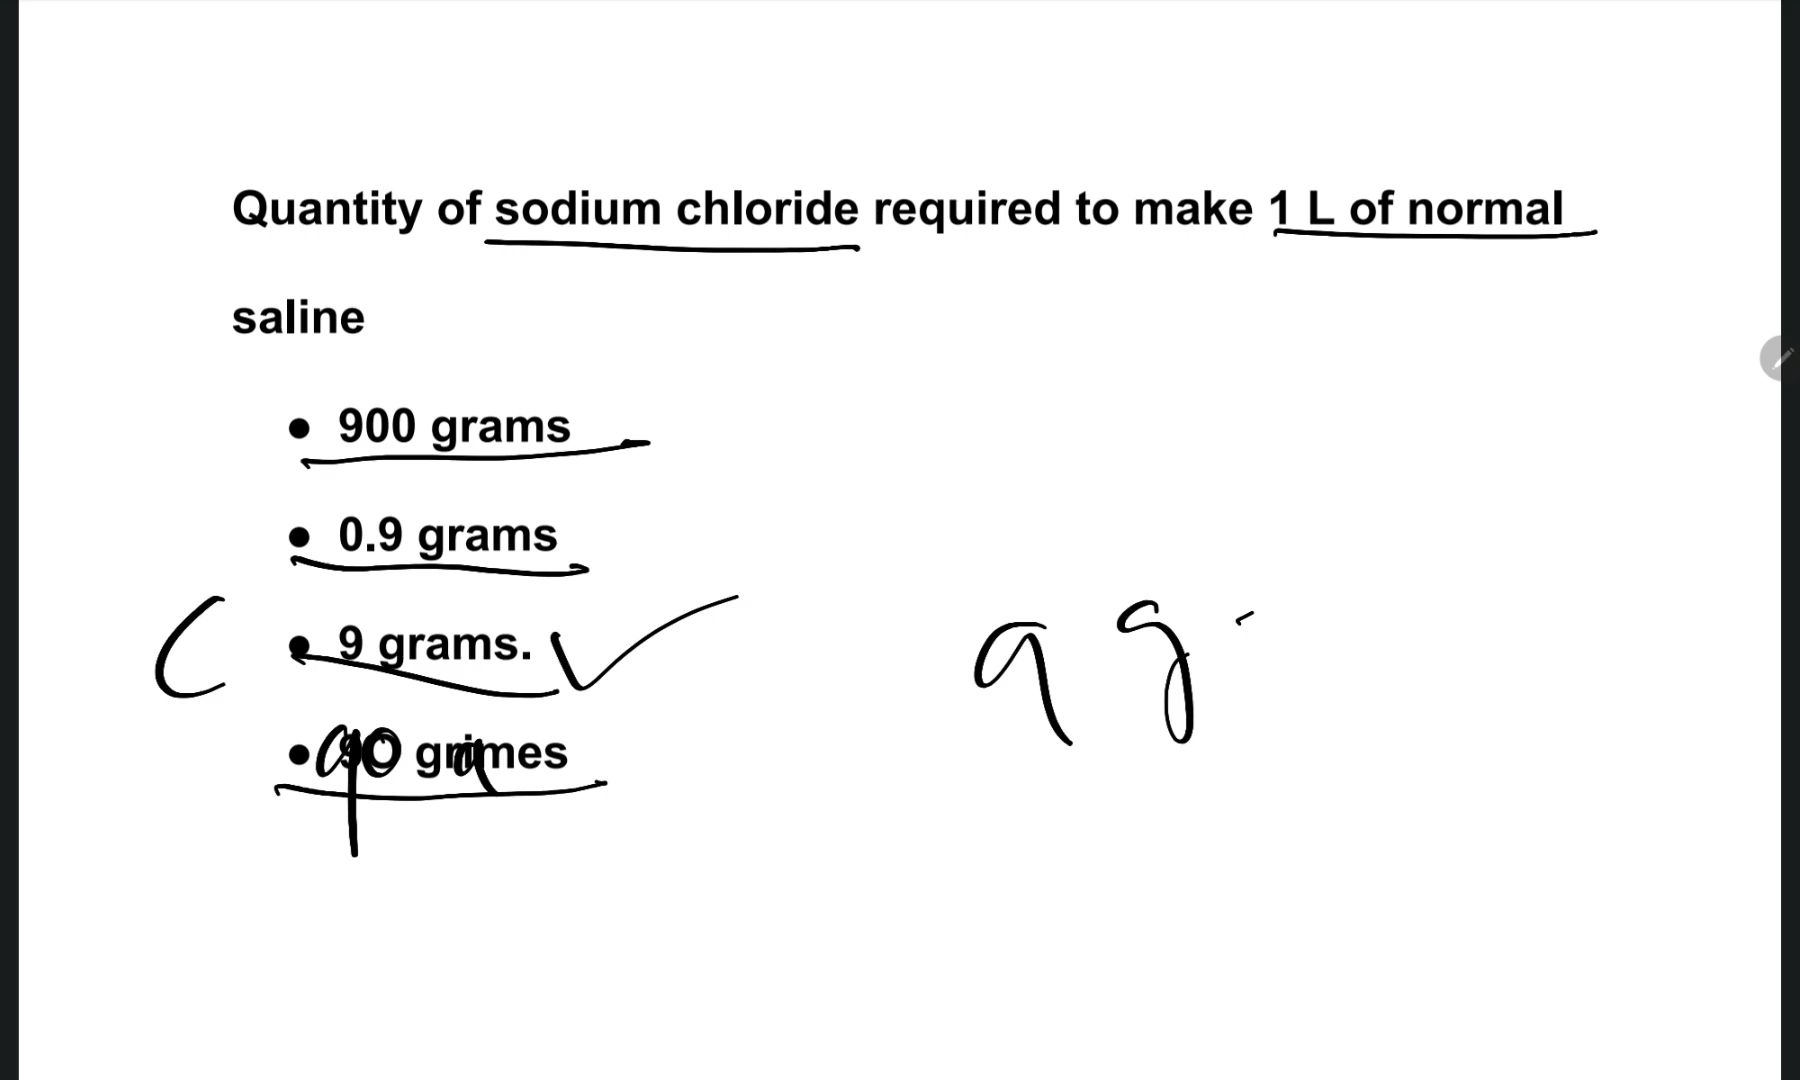 Quantity of sodium chloride required to make 1 L of normal
saline
● 900 grams
● 0.9 grams
C ● 9 grams. 9 g
● 90